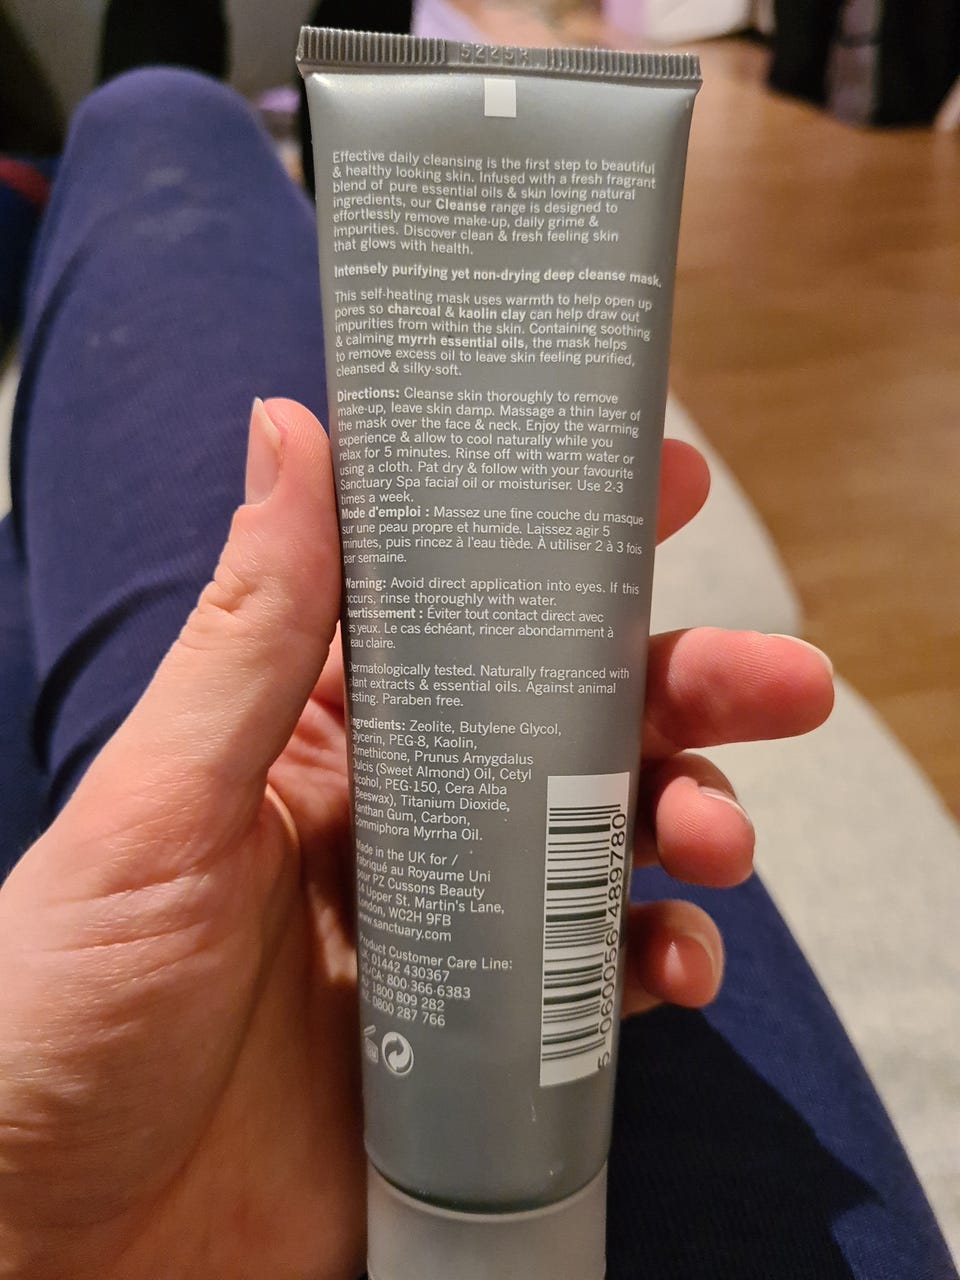 5225K
Effective daily cleansing is the first step to beautiful
& healthy looking skin. Infused with a fresh fragrant
blend of pure essential oils & skin loving natural
ingredients, our Cleanse range is designed to
effortlessly remove make-up, daily grime &
impurities. Discover clean & fresh feeling skin
that glows with health.
Intensely purifying yet non-drying deep cleanse mask.
This self-heating mask uses warmth to help open up
pores so charcoal & kaolin clay can help draw out
impurities from within the skin. Containing soothing
& calming myrrh essential oils, the mask helps
to remove excess oil to leave skin feeling purified,
cleansed & silky-soft.
Directions: Cleanse skin thoroughly to remove
make-up, leave skin damp. Massage a thin layer of
the mask over the face & neck. Enjoy the warming
experience & allow to cool naturally while you
relax for 5 minutes. Rinse off with warm water or
using a cloth. Pat dry & follow with your favourite
Sanctuary Spa facial oil or moisturiser. Use 2-3
times a week.
Mode d'emploi : Massez une fine couche du masque
sur une peau propre et humide. Laissez agir 5
minutes, puis rincez à l'eau tiède. À utiliser 2 à 3 fois
par semaine.
Warning: Avoid direct application into eyes. If this
occurs, rinse thoroughly with water.
Avertissement : Éviter tout contact direct avec
les yeux. Le cas échéant, rincer abondamment à
l'eau claire.
Dermatologically tested. Naturally fragranced with
plant extracts & essential oils. Against animal
testing. Paraben free.
Ingredients: Zeolite, Butylene Glycol,
Glycerin, PEG-8, Kaolin,
Dimethicone, Prunus Amygdalus
Dulcis (Sweet Almond) Oil, Cetyl
Alcohol, PEG-150, Cera Alba
(Beeswax), Titanium Dioxide,
Xanthan Gum, Carbon,
Commiphora Myrrha Oil.
Made in the UK for /
Fabriqué au Royaume Uni
pour PZ Cussons Beauty
14 Upper St. Martin's Lane,
London, WC2H 9FB
www.sanctuary.com
Product Customer Care Line:
UK: 01442 430367
US/CA: 800-366-6383
AU: 1800 809 282
NZ: 0800 287 766
5 060056 489780